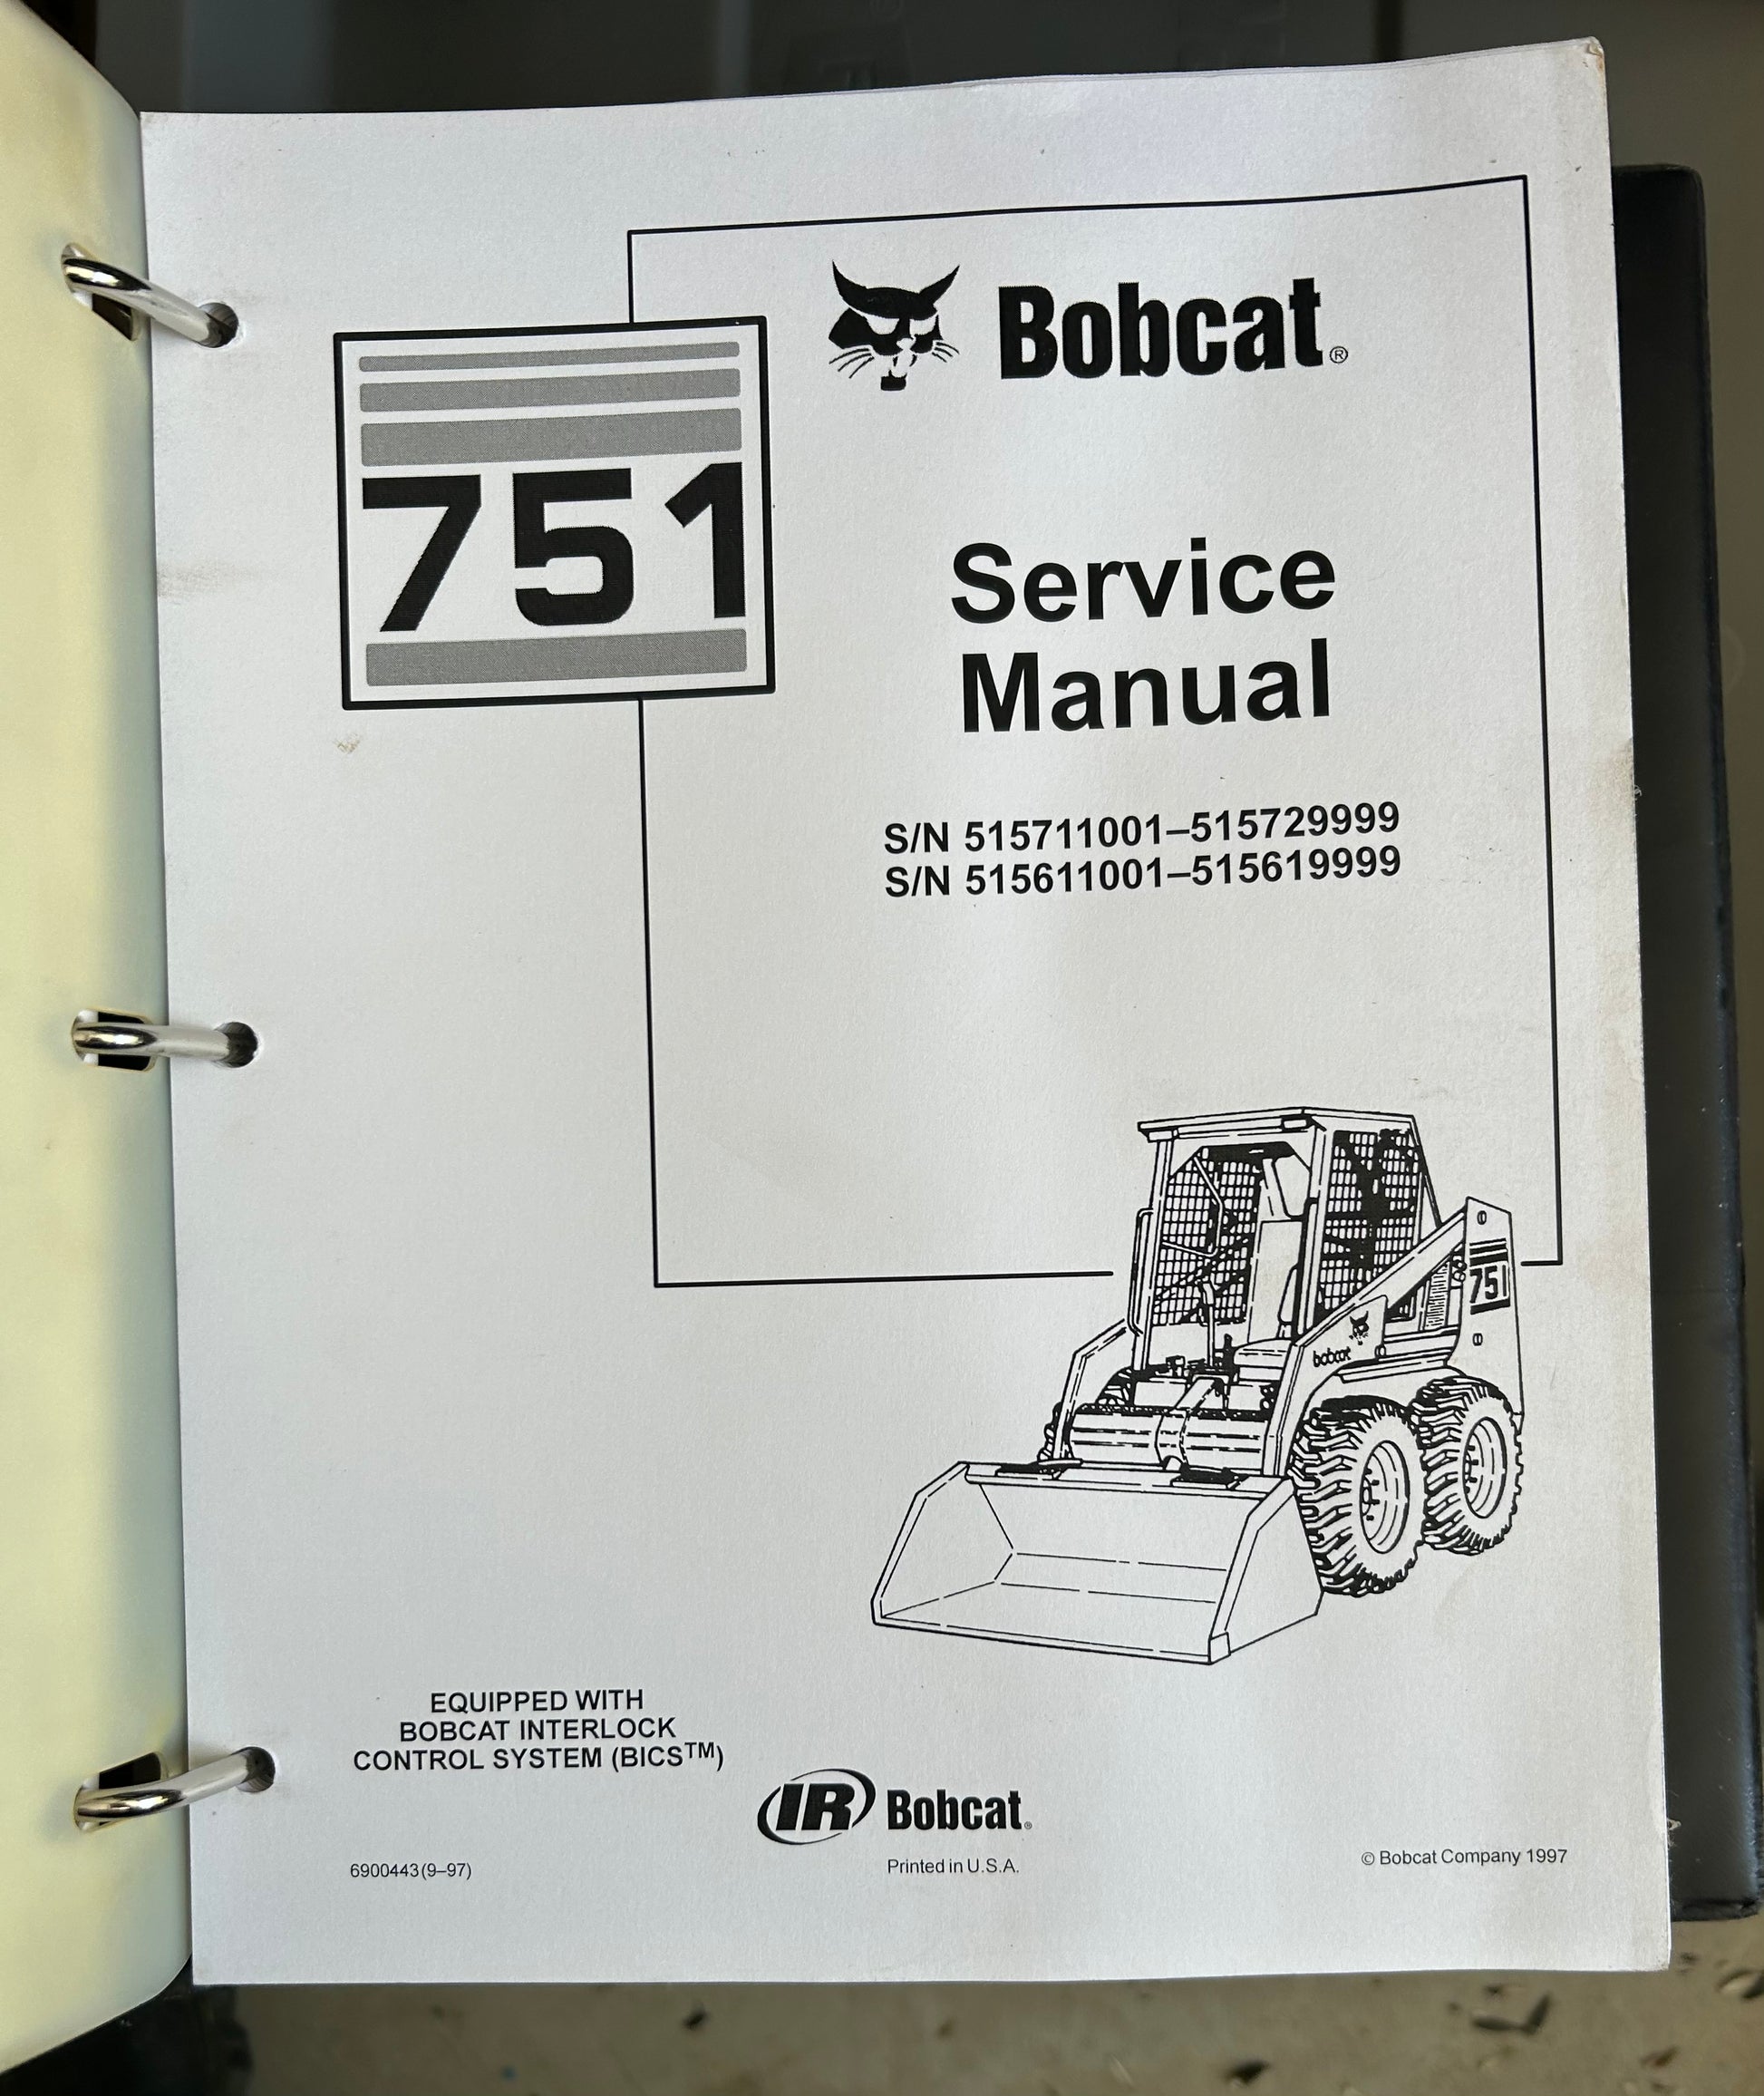 Bobcat®
751
Service
Manual
S/N 515711001–515729999
S/N 515611001–515619999
751
bobcat
EQUIPPED WITH
BOBCAT INTERLOCK
CONTROL SYSTEM (BICS™)
IR Bobcat®
6900443 (9–97)
Printed in U.S.A.
© Bobcat Company 1997